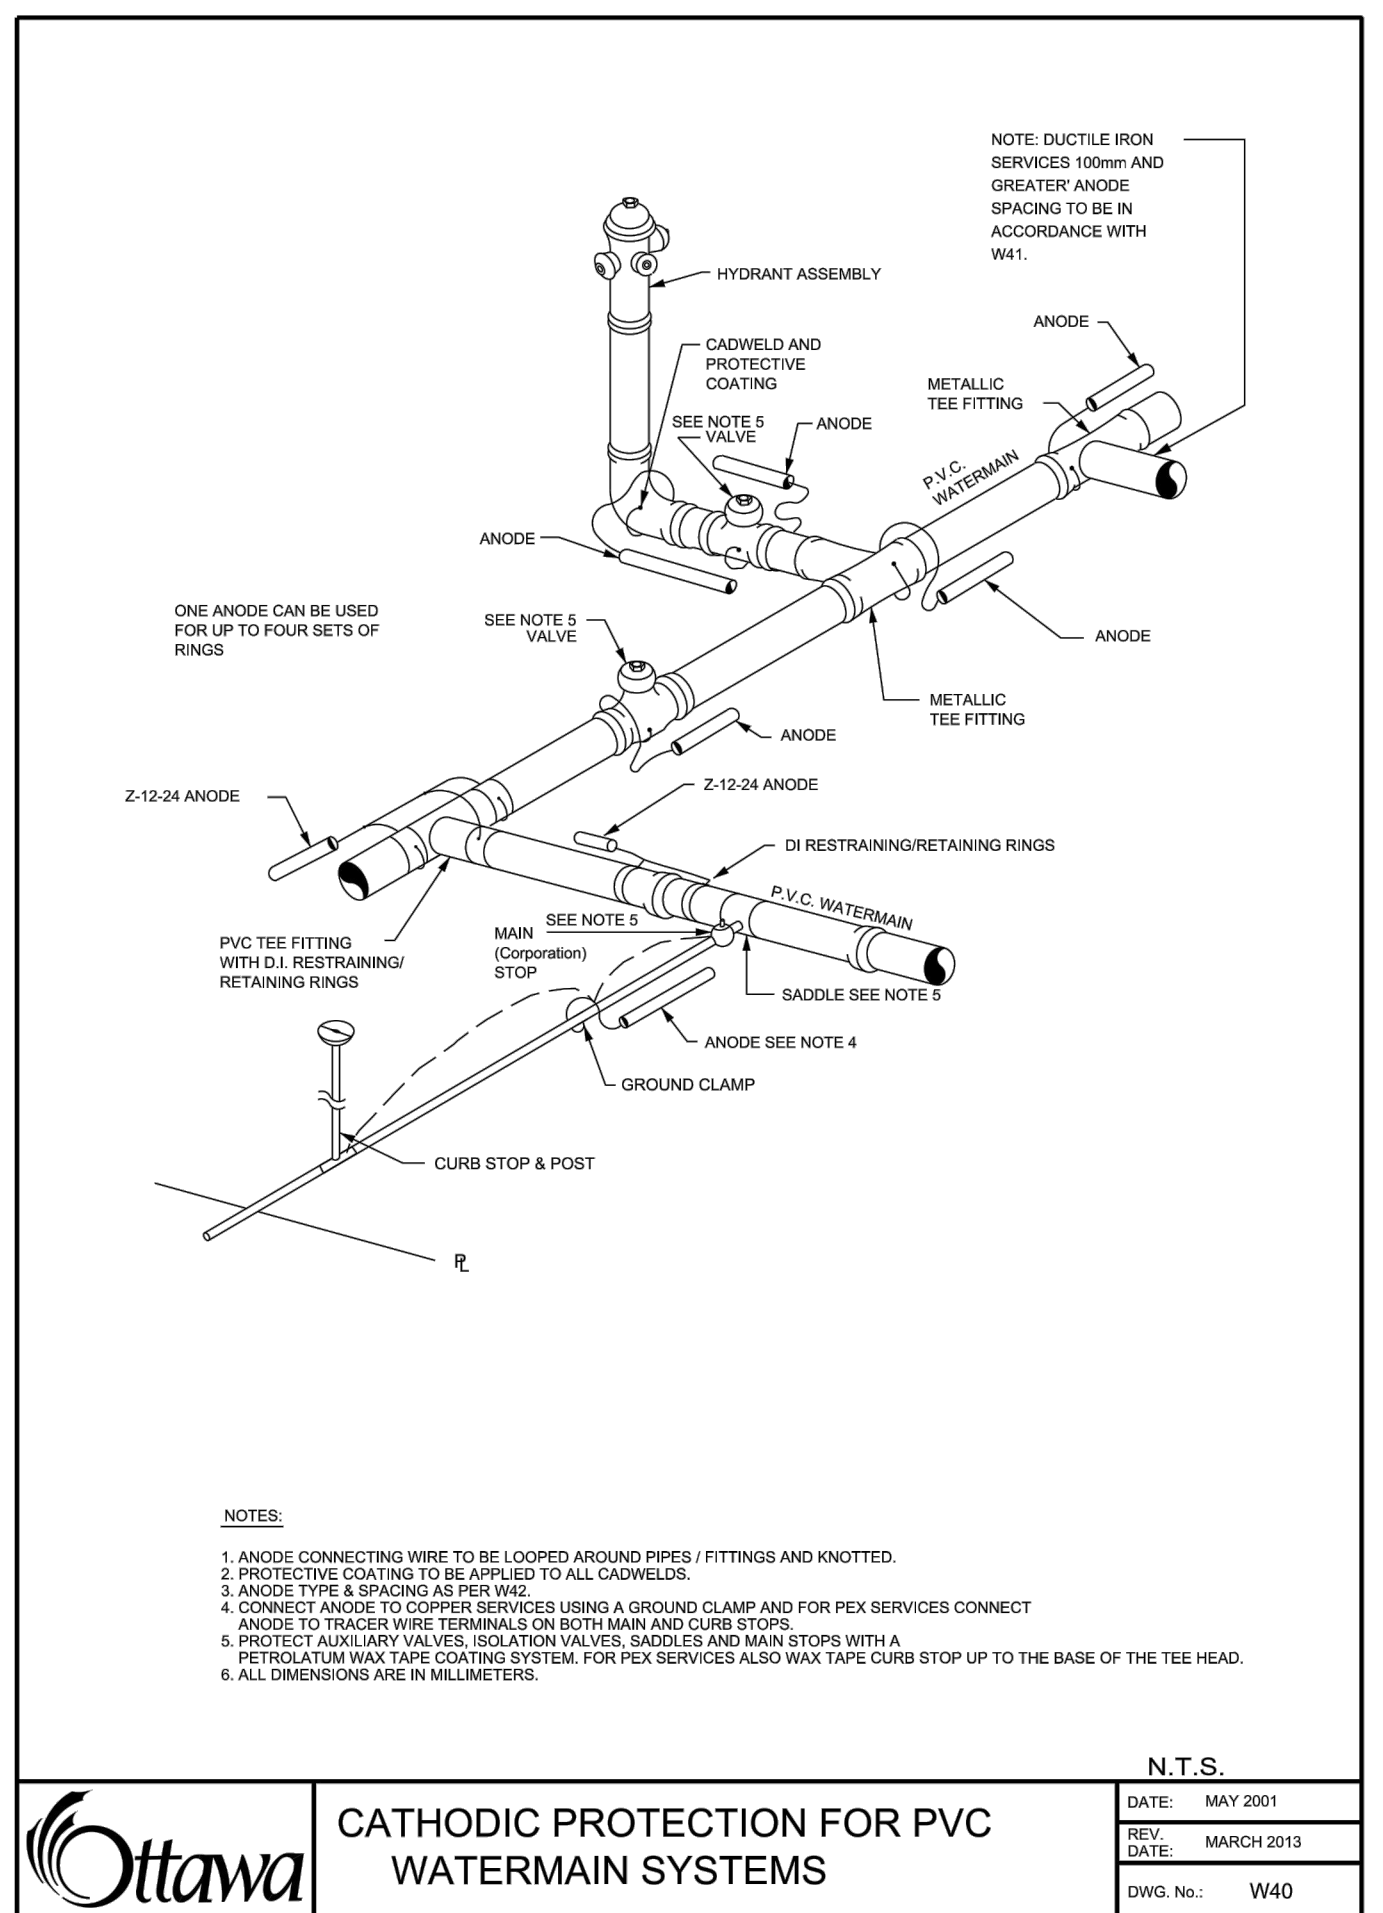 NOTE: DUCTILE IRON
SERVICES 100mm AND
GREATER' ANODE
SPACING TO BE IN
ACCORDANCE WITH
W41.
HYDRANT ASSEMBLY
ANODE
CADWELD AND
PROTECTIVE
COATING
METALLIC
TEE FITTING
SEE NOTE 5
VALVE
ANODE
P.V.C.
WATERMAIN
ANODE
ONE ANODE CAN BE USED
FOR UP TO FOUR SETS OF
RINGS
SEE NOTE 5
VALVE
ANODE
METALLIC
TEE FITTING
ANODE
Z-12-24 ANODE
Z-12-24 ANODE
DI RESTRAINING/RETAINING RINGS
P.V.C. WATERMAIN
SEE NOTE 5
MAIN
(Corporation)
STOP
PVC TEE FITTING
WITH D.I. RESTRAINING/
RETAINING RINGS
SADDLE SEE NOTE 5
ANODE SEE NOTE 4
GROUND CLAMP
CURB STOP & POST
PL
NOTES:
1. ANODE CONNECTING WIRE TO BE LOOPED AROUND PIPES / FITTINGS AND KNOTTED.
2. PROTECTIVE COATING TO BE APPLIED TO ALL CADWELDS.
3. ANODE TYPE & SPACING AS PER W42.
4. CONNECT ANODE TO COPPER SERVICES USING A GROUND CLAMP AND FOR PEX SERVICES CONNECT
ANODE TO TRACER WIRE TERMINALS ON BOTH MAIN AND CURB STOPS.
5. PROTECT AUXILIARY VALVES, ISOLATION VALVES, SADDLES AND MAIN STOPS WITH A
PETROLATUM WAX TAPE COATING SYSTEM. FOR PEX SERVICES ALSO WAX TAPE CURB STOP UP TO THE BASE OF THE TEE HEAD.
6. ALL DIMENSIONS ARE IN MILLIMETERS.
N.T.S.
Ottawa
CATHODIC PROTECTION FOR PVC
WATERMAIN SYSTEMS
DATE: MAY 2001
REV.
DATE: MARCH 2013
DWG. No.: W40